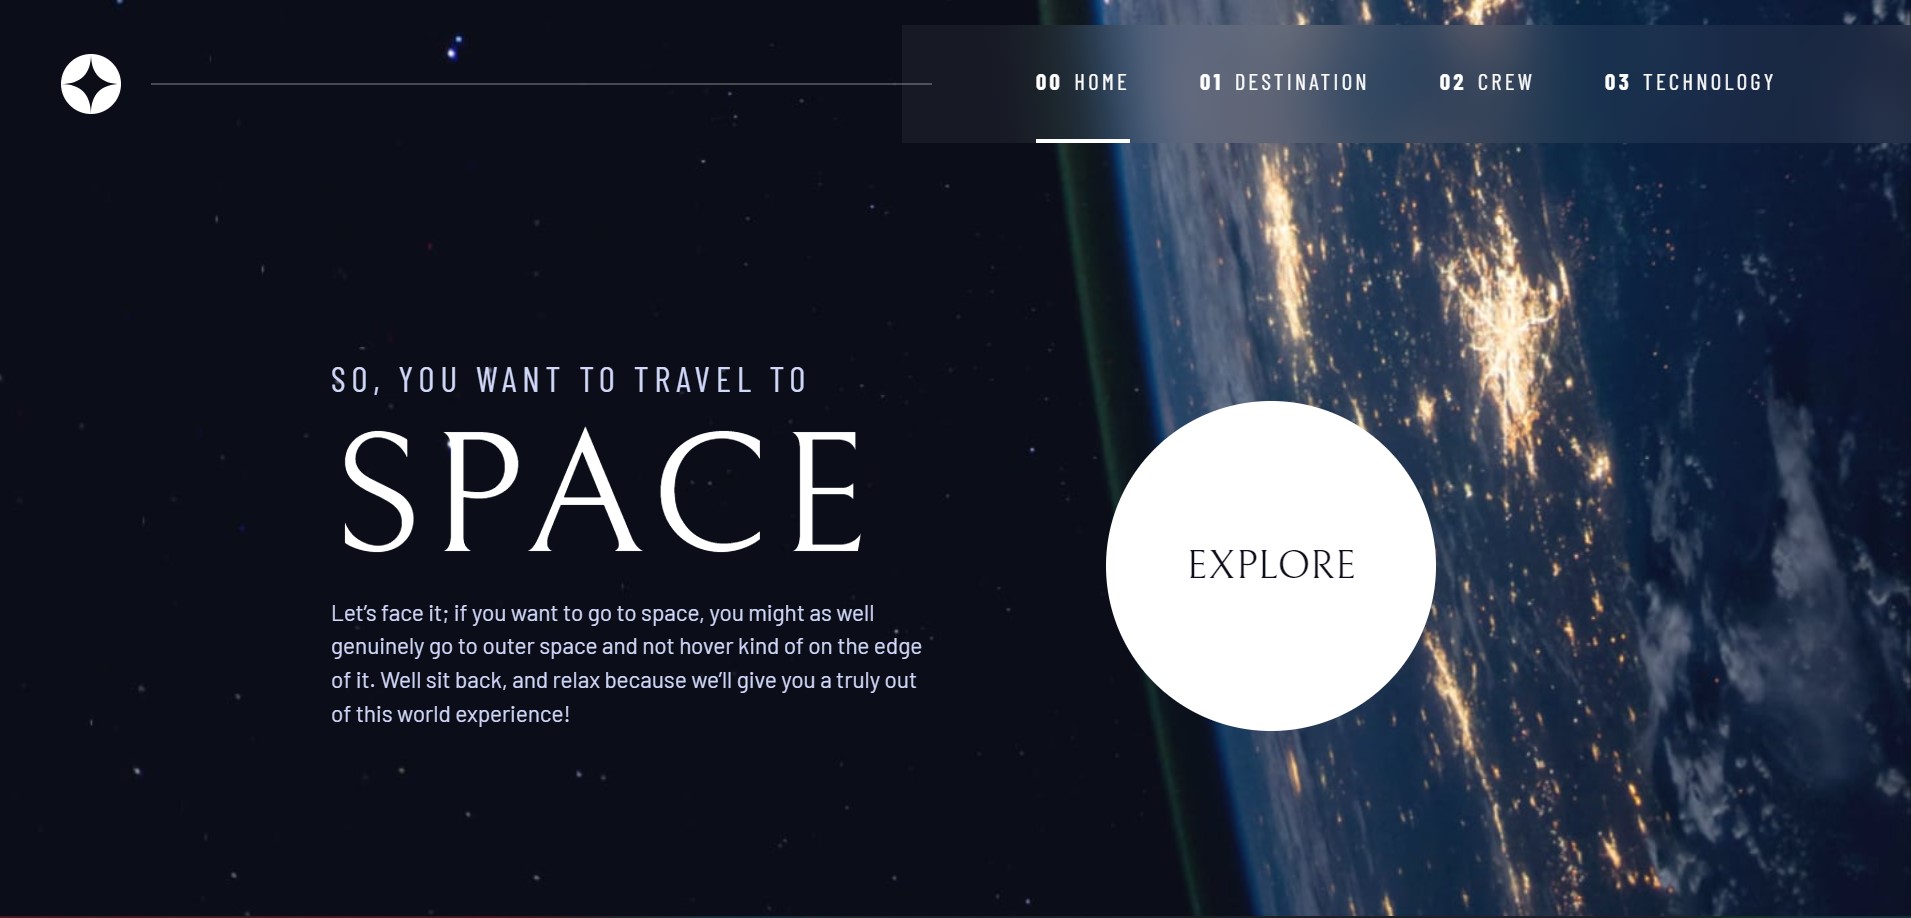 00 HOME 01 DESTINATION 02 CREW 03 TECHNOLOGY
SO, YOU WANT TO TRAVEL TO
SPACE
Let’s face it; if you want to go to space, you might as well
genuinely go to outer space and not hover kind of on the edge
of it. Well sit back, and relax because we’ll give you a truly out
of this world experience!
EXPLORE